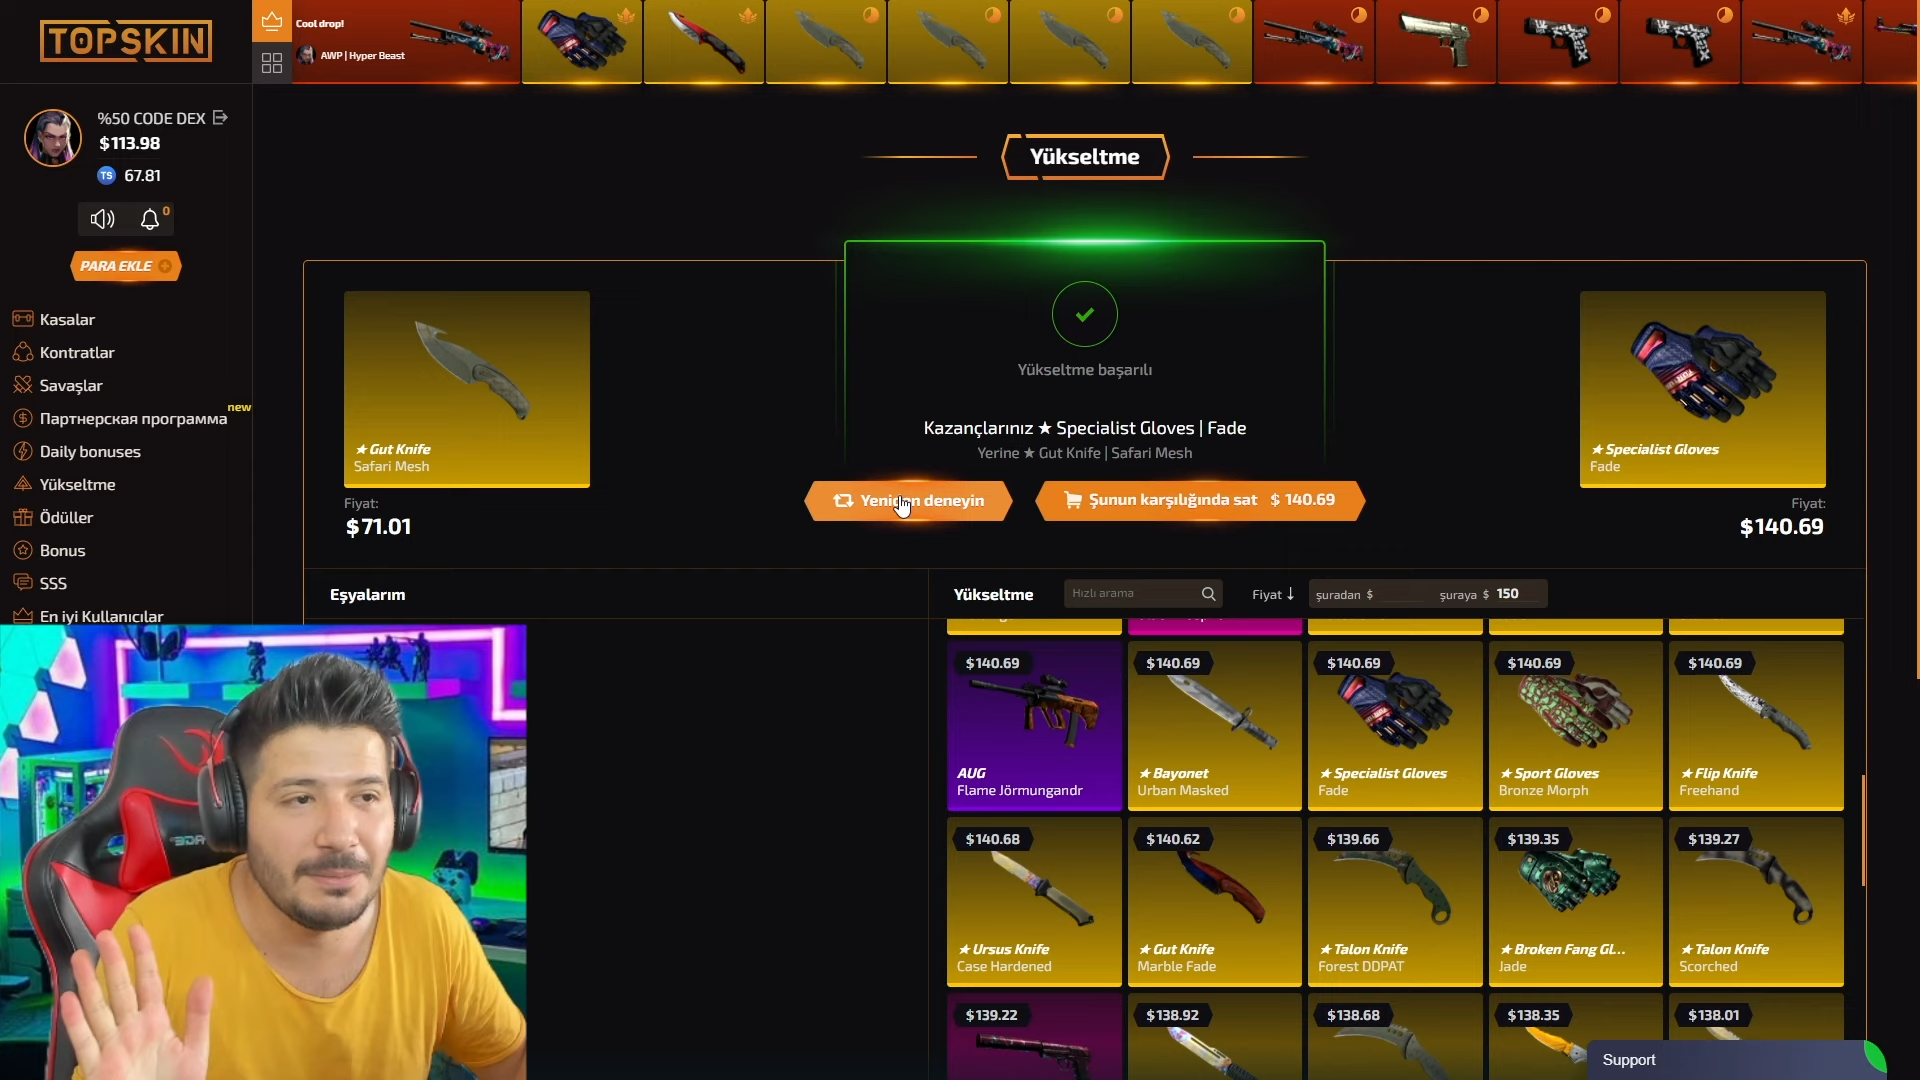 TOPSKIN
Cool drop!
AWP | Hyper Beast
%50 CODE DEX
$113.98
TS 67.81
0
PARA EKLE
Kasalar
Kontratlar
Savaşlar
Партнерская программа new
Daily bonuses
Yükseltme
Ödüller
Bonus
SSS
En iyi Kullanıcılar
Yükseltme
★ Gut Knife
Safari Mesh
Fiyat:
$71.01
Yükseltme başarılı
Kazançlarınız ★ Specialist Gloves | Fade
Yerine ★ Gut Knife | Safari Mesh
Yeniden deneyin
Şunun karşılığında sat $ 140.69
★ Specialist Gloves
Fade
Fiyat:
$140.69
Eşyalarım
Yükseltme
Hızlı arama
Fiyat
şuradan $
şuraya $ 150
$140.69
AUG
Flame Jörmungandr
$140.69
★ Bayonet
Urban Masked
$140.69
★ Specialist Gloves
Fade
$140.69
★ Sport Gloves
Bronze Morph
$140.69
★ Flip Knife
Freehand
$140.68
★ Ursus Knife
Case Hardened
$140.62
★ Gut Knife
Marble Fade
$139.66
★ Talon Knife
Forest DDPAT
$139.35
★ Broken Fang Gl...
Jade
$139.27
★ Talon Knife
Scorched
$139.22
$138.92
$138.68
$138.35
$138.01
Support